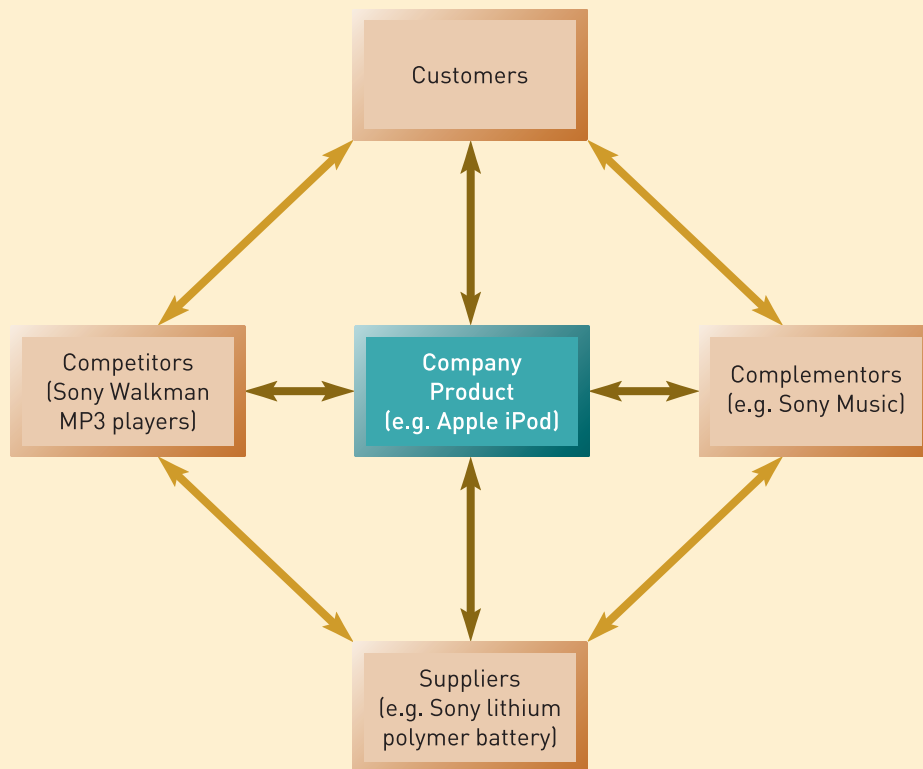 Customers
Competitors
(Sony Walkman
MP3 players)
Company
Product
(e.g. Apple iPod)
Complementors
(e.g. Sony Music)
Suppliers
(e.g. Sony lithium
polymer battery)